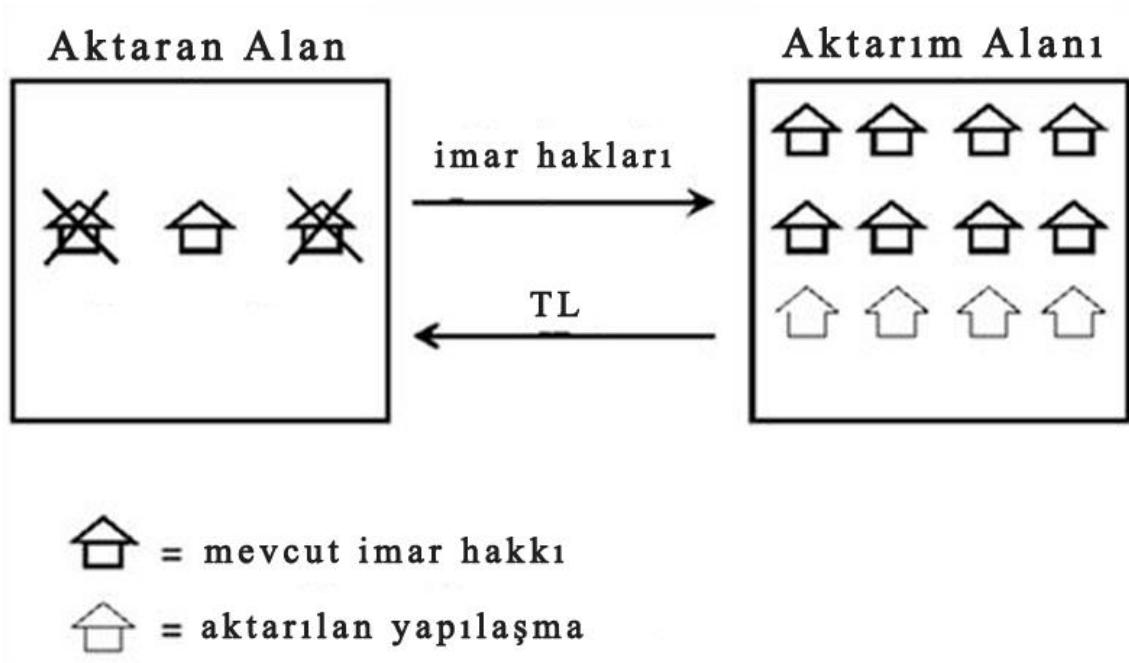 Aktaran Alan
Aktarım Alanı
imar hakları
TL
= mevcut imar hakkı
= aktarılan yapılaşma